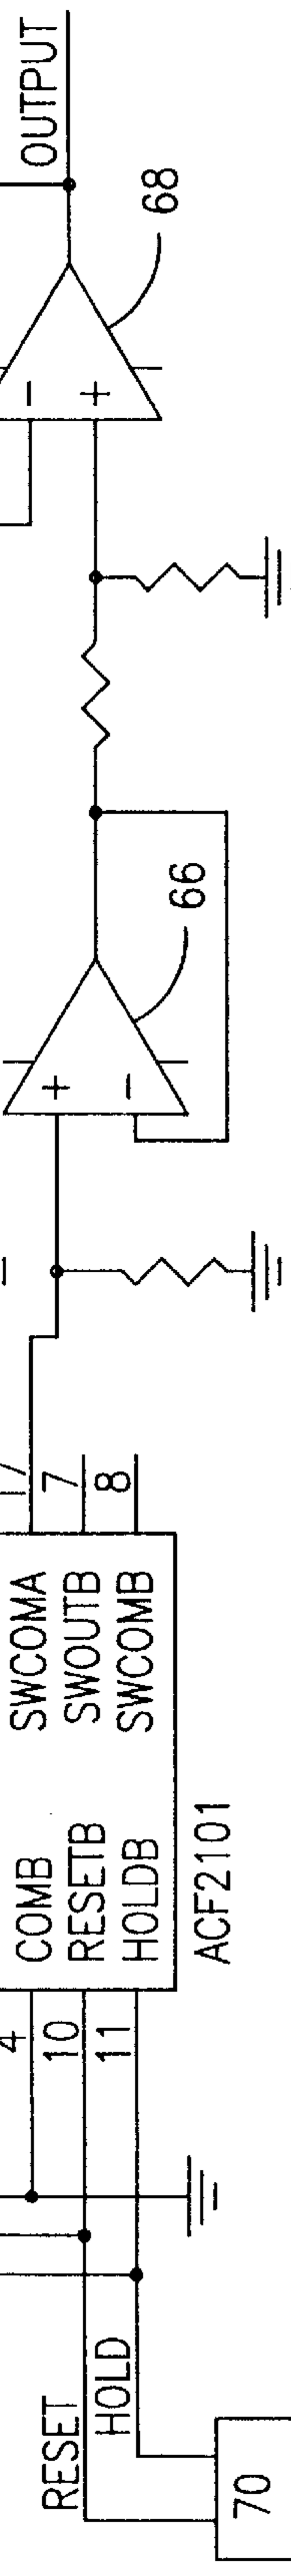 OUTPUT
−
+
68
+
−
66
4
COMB
SWCOMA
RESET
10
RESETB
SWOUTB
7
HOLD
11
HOLDB
SWCOMB
8
ACF2101
70